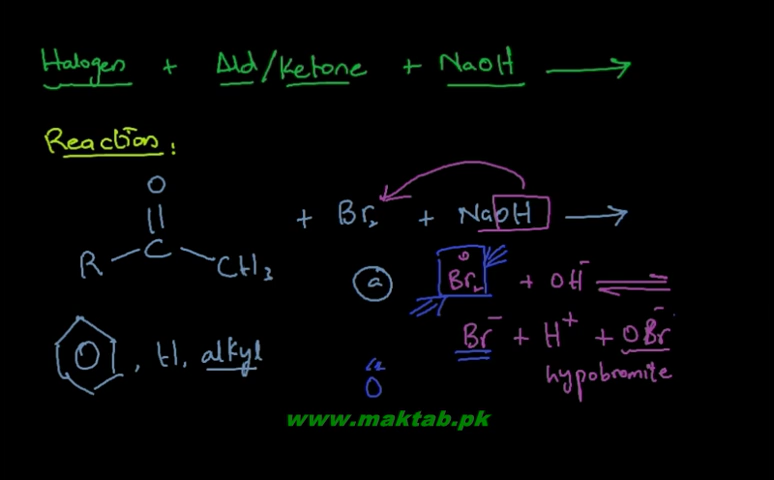 Halogen + Ald/Ketone + NaOH ⟶
Reaction:
O
|| + Br₂ + NaOH ⟶
R C CH₃
a Br₂ + OH⁻ ⇌
Br⁻ + H⁺ + OBr⁻
, H, alkyl
hypobromite
www.maktab.pk